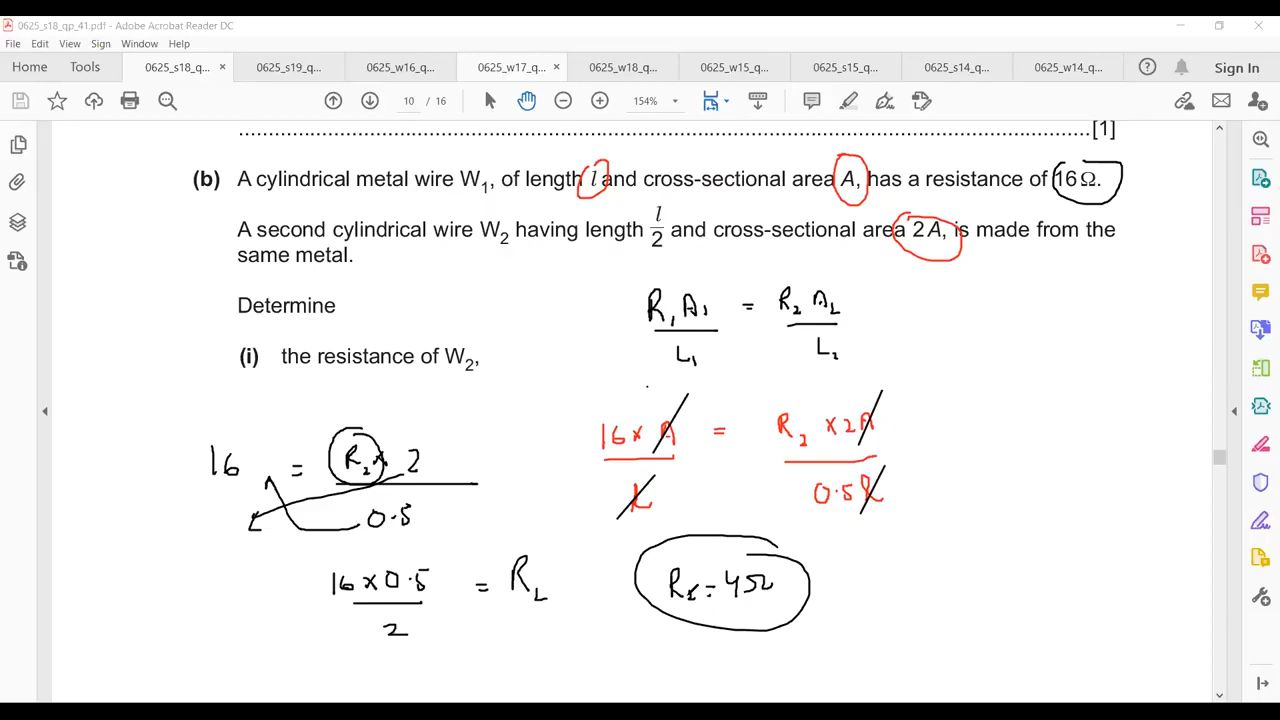 0625_s18_qp_41.pdf - Adobe Acrobat Reader DC
File Edit View Sign Window Help
Home Tools 0625_s18_q... × 0625_s19_q... 0625_w16_q... 0625_w17_q... × 0625_w18_q... 0625_w15_q... 0625_s15_q... 0625_s14_q... 0625_w14_q... Sign In
10 / 16 154%
[1]
(b) A cylindrical metal wire W₁, of length l and cross-sectional area A, has a resistance of 16 Ω.
A second cylindrical wire W₂ having length l/2 and cross-sectional area 2A, is made from the
same metal.
Determine
R₁A₁/L₁ = R₂A₂/L₂
(i) the resistance of W₂,
16 × A/l = R₂ × 2A/0.5l
16 = R₂ × 2/0.5
16 × 0.5/2 = R₂
R₂ = 4Ω